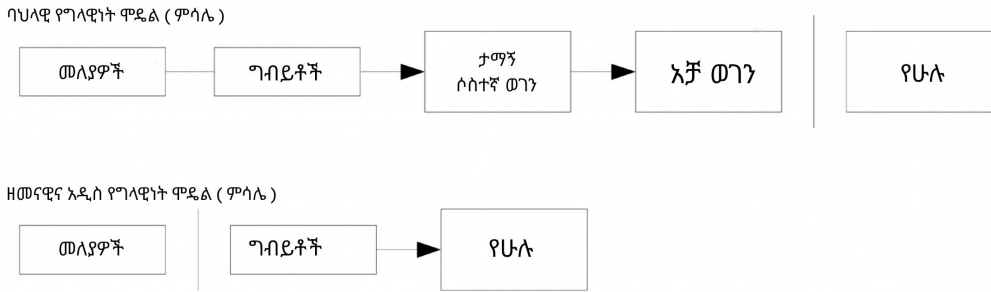 ባህላዊ የግላዊነት ሞዴል ( ምሳሌ )
መለያዎች
ግብይቶች
ታማኝ
ሶስተኛ ወገን
አቻ ወገን
የሁሉ
ዘመናዊና አዲስ የግላዊነት ሞዴል ( ምሳሌ )
መለያዎች
ግብይቶች
የሁሉ